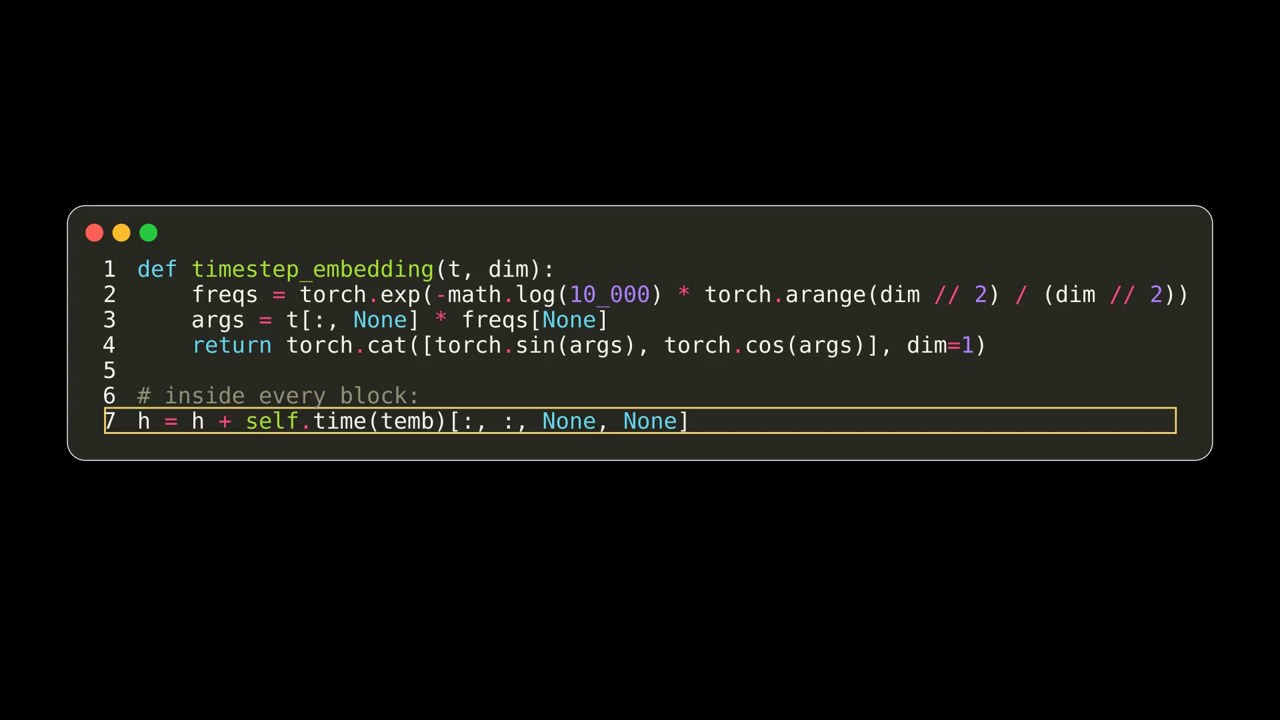 1 def timestep_embedding(t, dim):
2     freqs = torch.exp(-math.log(10_000) * torch.arange(dim // 2) / (dim // 2))
3     args = t[:, None] * freqs[None]
4     return torch.cat([torch.sin(args), torch.cos(args)], dim=1)
5
6 # inside every block:
7 h = h + self.time(temb)[:, :, None, None]